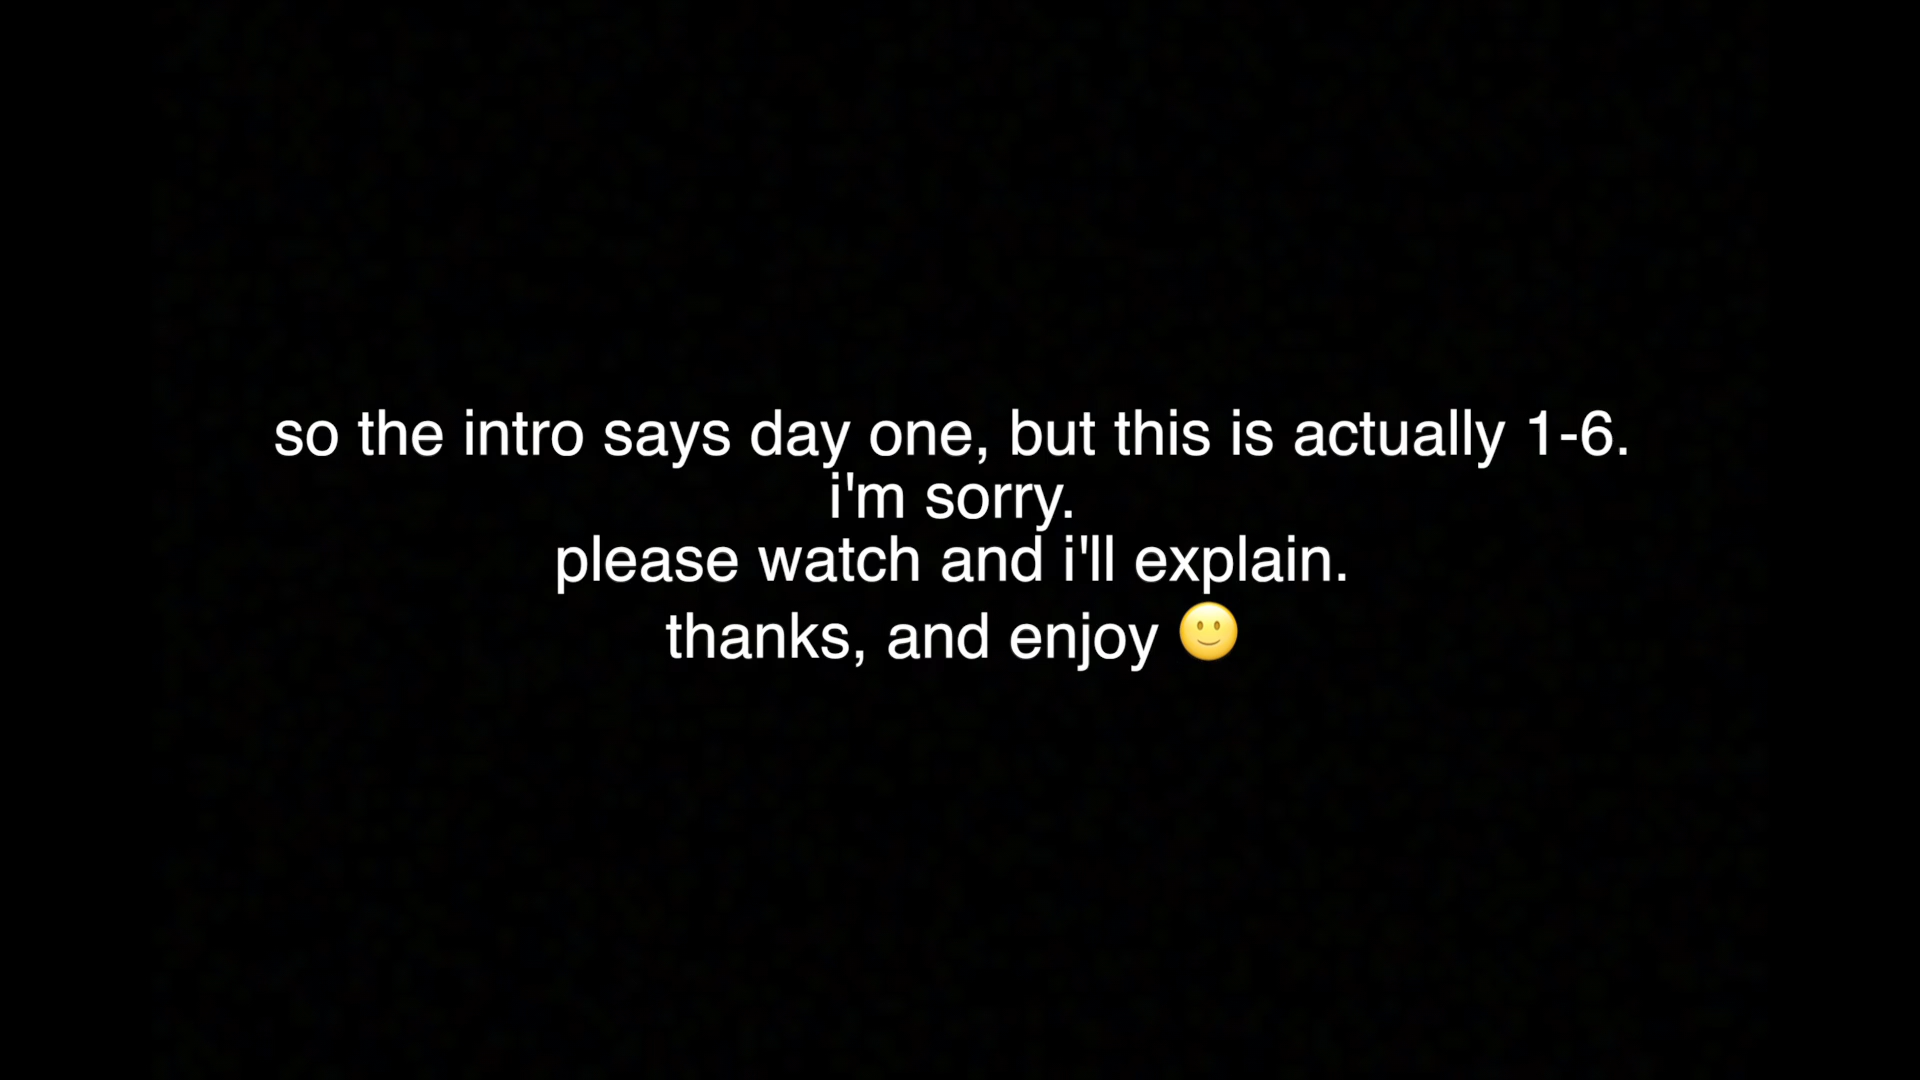 so the intro says day one, but this is actually 1-6.
i'm sorry.
please watch and i'll explain.
thanks, and enjoy 🙂